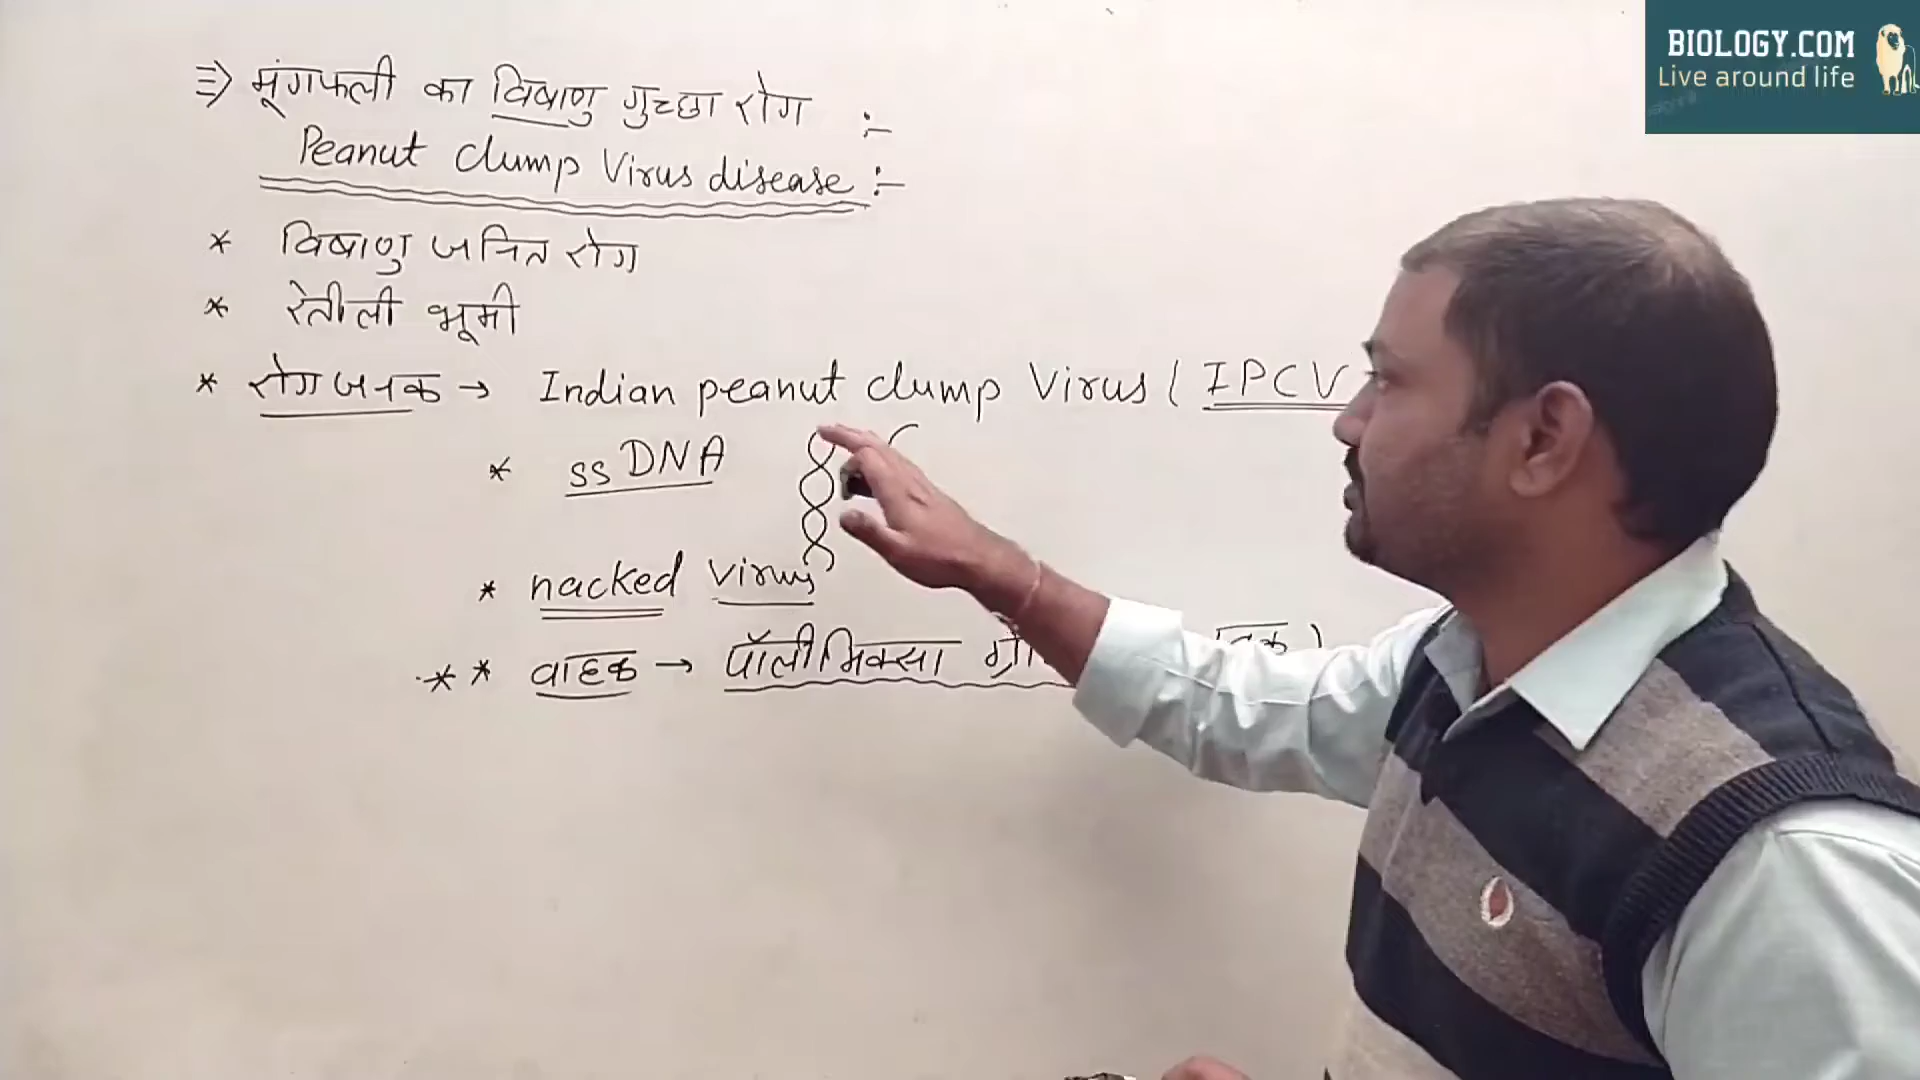 BIOLOGY.COM
Live around life
⇒ मूंगफली का विषाणु गुच्छा रोग :-
Peanut clump Virus disease :-
* विषाणु जनित रोग
* रेतीली भूमी
* रोगजनक → Indian peanut clump Virus ( IPCV
* ss DNA
* nacked virus
* * वाहक → पॉलीमिक्सा